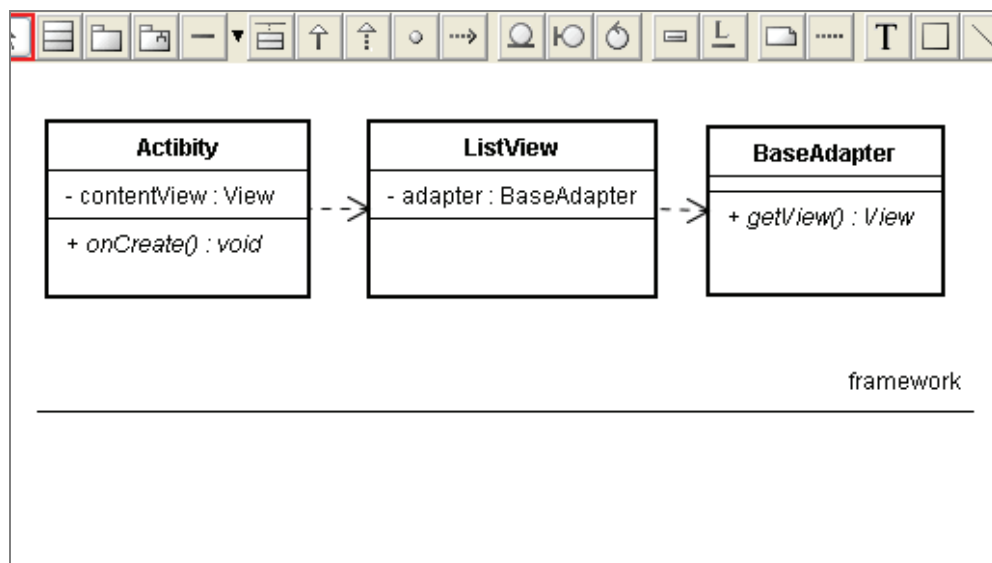 L
T
Actibity
- contentView : View
+ onCreate() : void
ListView
- adapter : BaseAdapter
BaseAdapter
+ getView() : View
framework